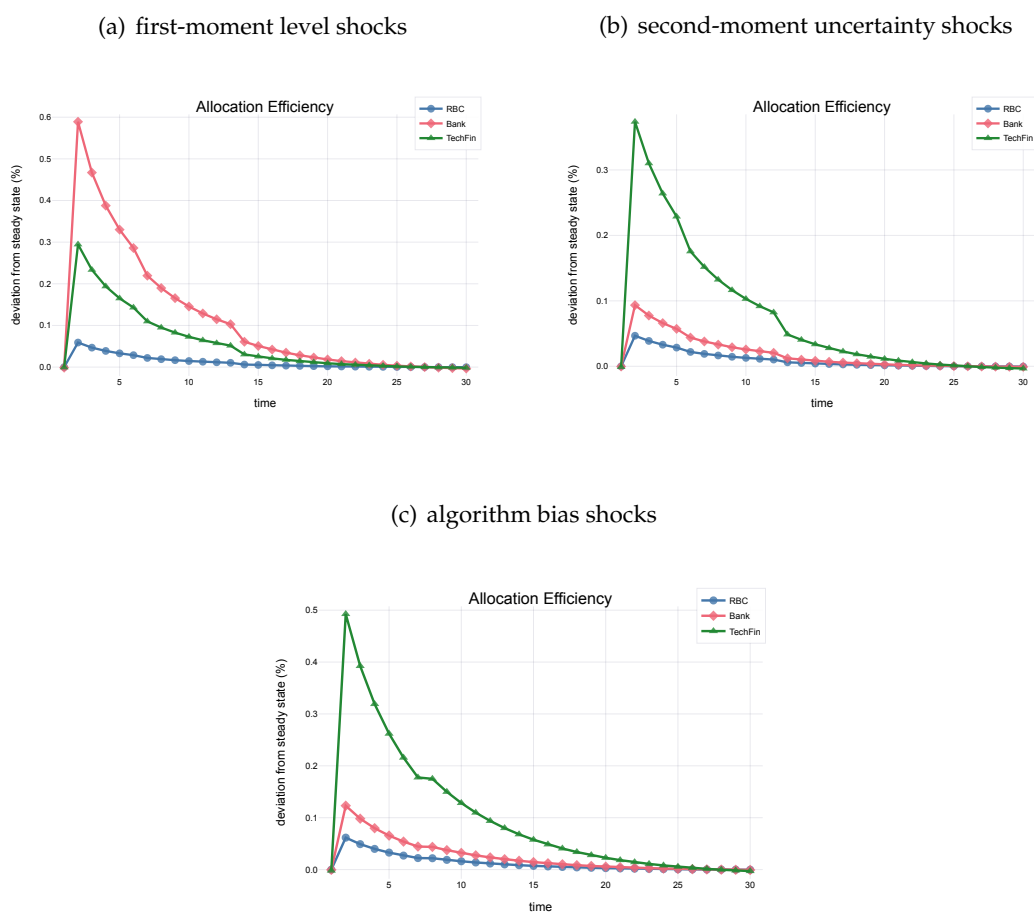 (a) first-moment level shocks
Allocation Efficiency
RBC
Bank
TechFin
deviation from steady state (%)
0.6
0.5
0.4
0.3
0.2
0.1
0.0
5 10 15 20 25 30
time
(b) second-moment uncertainty shocks
Allocation Efficiency
RBC
Bank
TechFin
deviation from steady state (%)
0.3
0.2
0.1
0.0
5 10 15 20 25 30
time
(c) algorithm bias shocks
Allocation Efficiency
RBC
Bank
TechFin
deviation from steady state (%)
0.5
0.4
0.3
0.2
0.1
0.0
5 10 15 20 25 30
time